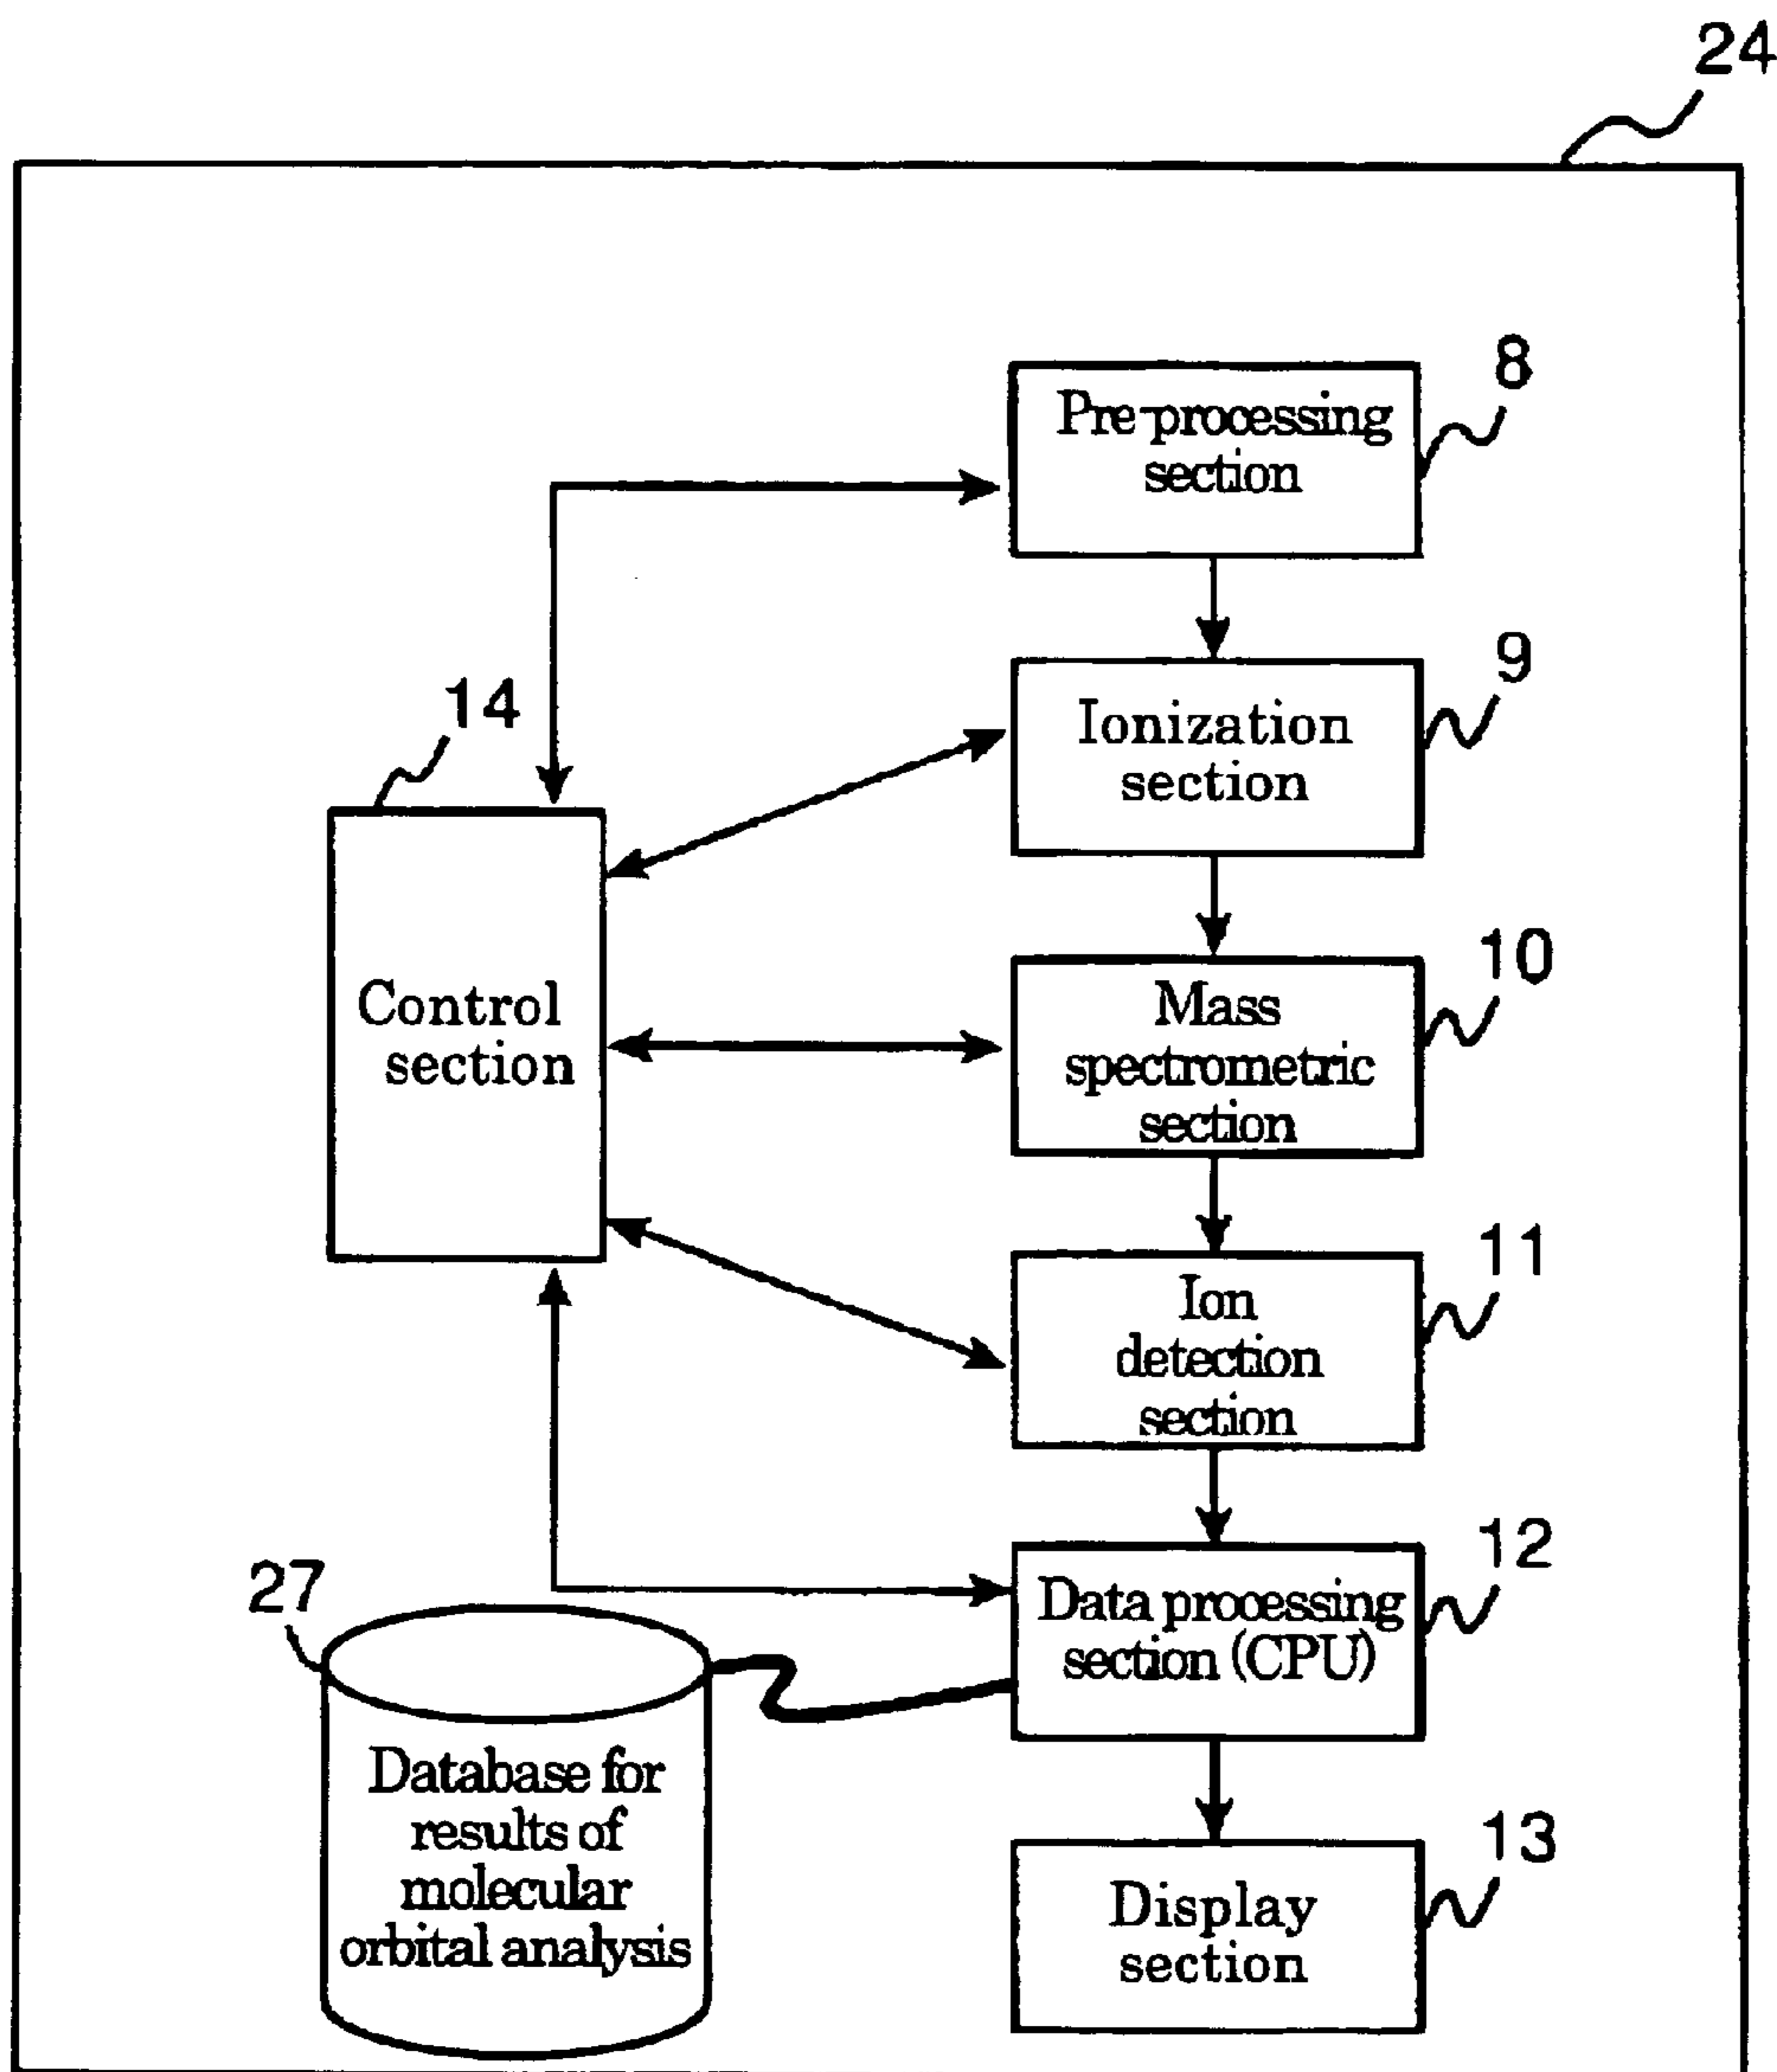 24
8
Pre-processing
section
9
Ionization
section
14
Control
section
10
Mass
spectrometric
section
11
Ion
detection
section
12
Data processing
section (CPU)
27
Database for
results of
molecular
orbital analysis
13
Display
section